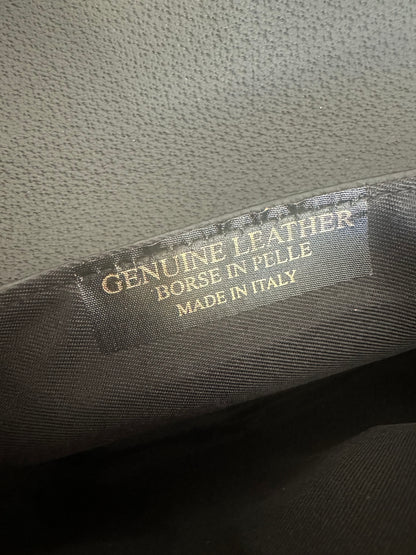 GENUINE LEATHER
BORSE IN PELLE
MADE IN ITALY